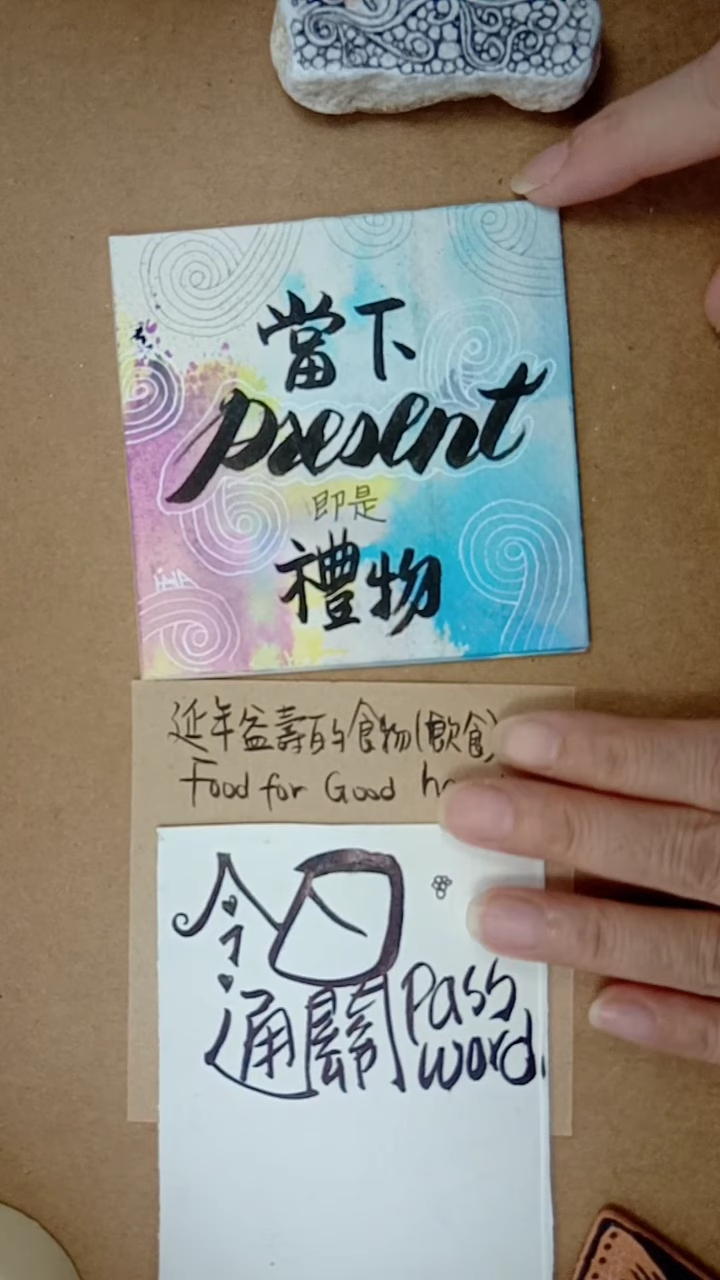 當下
present
即是
禮物
延年益壽的食物(飲食)
Food for Good
今日
通關 Pass
word.